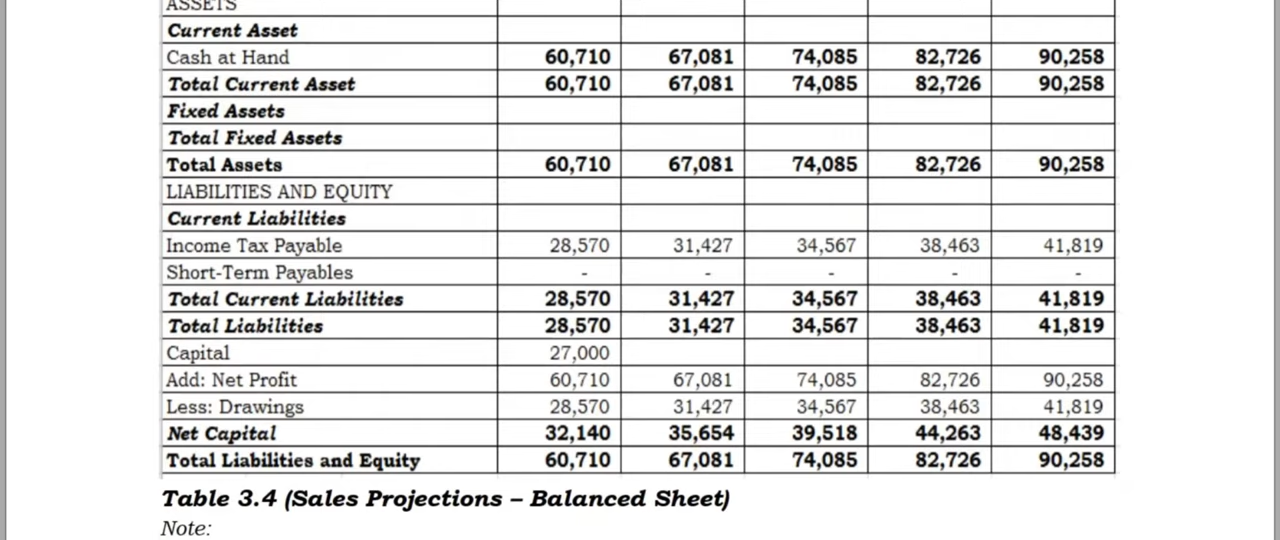 ASSETS
Current Asset
Cash at Hand 60,710 67,081 74,085 82,726 90,258
Total Current Asset 60,710 67,081 74,085 82,726 90,258
Fixed Assets
Total Fixed Assets
Total Assets 60,710 67,081 74,085 82,726 90,258
LIABILITIES AND EQUITY
Current Liabilities
Income Tax Payable 28,570 31,427 34,567 38,463 41,819
Short-Term Payables - - - - -
Total Current Liabilities 28,570 31,427 34,567 38,463 41,819
Total Liabilities 28,570 31,427 34,567 38,463 41,819
Capital 27,000
Add: Net Profit 60,710 67,081 74,085 82,726 90,258
Less: Drawings 28,570 31,427 34,567 38,463 41,819
Net Capital 32,140 35,654 39,518 44,263 48,439
Total Liabilities and Equity 60,710 67,081 74,085 82,726 90,258
Table 3.4 (Sales Projections – Balanced Sheet)
Note: